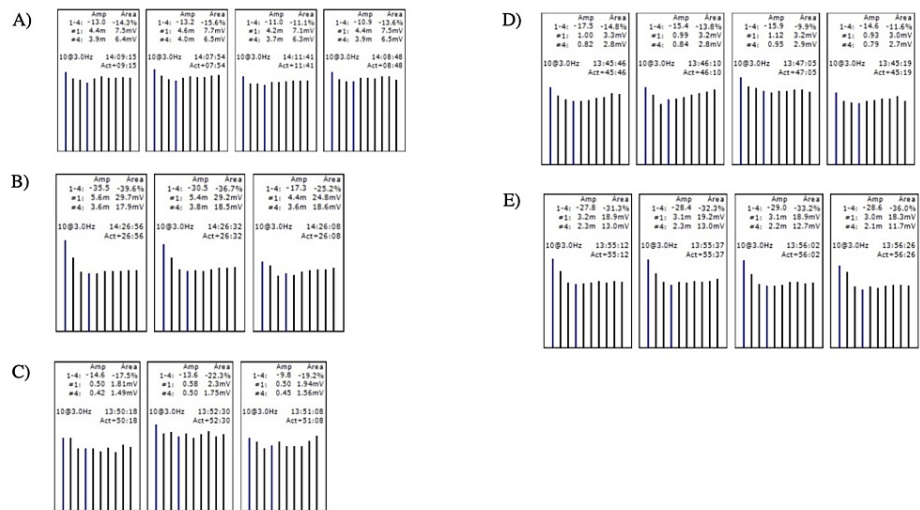 A)
Amp Area
1-4: -13.0 -14.3%
#1: 4.4m 7.5mV
#4: 3.9m 6.4mV
10@3.0Hz 14:09:15
Act+09:15
Amp Area
1-4: -13.2 -15.6%
#1: 4.6m 7.7mV
#4: 4.0m 6.5mV
10@3.0Hz 14:07:54
Act+07:54
Amp Area
1-4: -11.0 -11.1%
#1: 4.2m 7.1mV
#4: 3.7m 6.3mV
10@3.0Hz 14:11:41
Act+11:41
Amp Area
1-4: -10.9 -13.6%
#1: 4.4m 7.5mV
#4: 3.9m 6.5mV
10@3.0Hz 14:08:48
Act+08:48
B)
Amp Area
1-4: -35.5 -39.6%
#1: 5.6m 29.7mV
#4: 3.6m 17.9mV
10@3.0Hz 14:26:56
Act+26:56
Amp Area
1-4: -30.5 -36.7%
#1: 5.4m 29.2mV
#4: 3.8m 18.5mV
10@3.0Hz 14:26:32
Act+26:32
Amp Area
1-4: -17.3 -25.2%
#1: 4.4m 24.8mV
#4: 3.6m 18.6mV
10@3.0Hz 14:26:08
Act+26:08
C)
Amp Area
1-4: -14.6 -17.5%
#1: 0.50 1.81mV
#4: 0.42 1.49mV
10@3.0Hz 13:50:18
Act+50:18
Amp Area
1-4: -13.6 -22.3%
#1: 0.58 2.3mV
#4: 0.50 1.75mV
10@3.0Hz 13:52:30
Act+52:30
Amp Area
1-4: -9.8 -19.2%
#1: 0.50 1.94mV
#4: 0.45 1.56mV
10@3.0Hz 13:51:08
Act+51:08
D)
Amp Area
1-4: -17.5 -14.8%
#1: 1.00 3.3mV
#4: 0.82 2.8mV
10@3.0Hz 13:45:46
Act+45:46
Amp Area
1-4: -15.4 -13.8%
#1: 0.99 3.2mV
#4: 0.84 2.8mV
10@3.0Hz 13:46:10
Act+46:10
Amp Area
1-4: -15.9 -9.9%
#1: 1.12 3.2mV
#4: 0.95 2.9mV
10@3.0Hz 13:47:05
Act+47:05
Amp Area
1-4: -14.6 -11.6%
#1: 0.93 3.0mV
#4: 0.79 2.7mV
10@3.0Hz 13:45:19
Act+45:19
E)
Amp Area
1-4: -27.8 -31.3%
#1: 3.2m 18.9mV
#4: 2.3m 13.0mV
10@3.0Hz 13:55:12
Act+55:12
Amp Area
1-4: -28.4 -32.3%
#1: 3.1m 19.2mV
#4: 2.3m 13.0mV
10@3.0Hz 13:55:37
Act+55:37
Amp Area
1-4: -29.0 -33.2%
#1: 3.1m 18.9mV
#4: 2.2m 12.7mV
10@3.0Hz 13:56:02
Act+56:02
Amp Area
1-4: -28.6 -36.0%
#1: 3.0m 18.3mV
#4: 2.1m 11.7mV
10@3.0Hz 13:56:26
Act+56:26